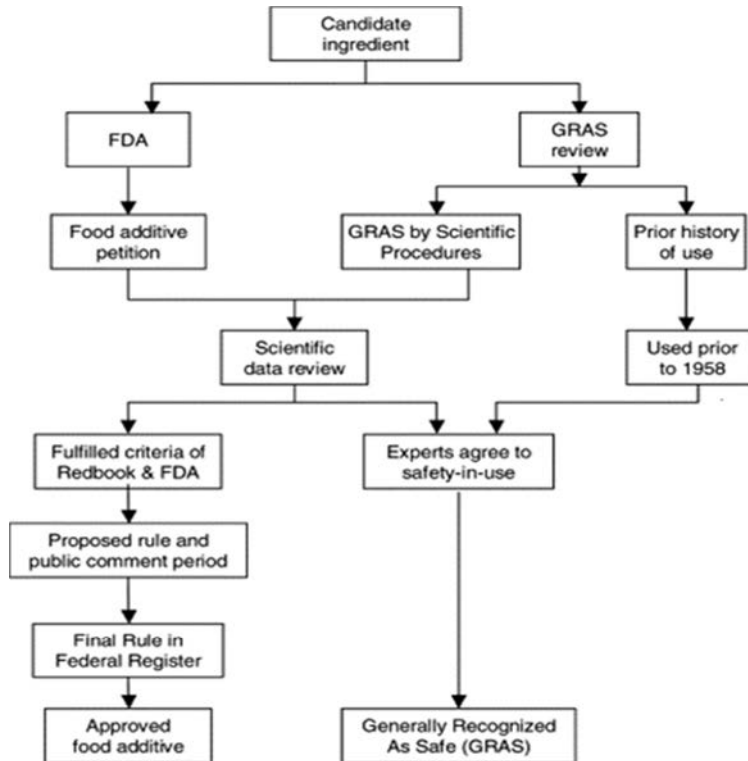 Candidate
ingredient
FDA
GRAS
review
Food additive
petition
GRAS by Scientific
Procedures
Prior history
of use
Scientific
data review
Used prior
to 1958
Fulfilled criteria of
Redbook & FDA
Experts agree to
safety-in-use
Proposed rule and
public comment period
Final Rule in
Federal Register
Approved
food additive
Generally Recognized
As Safe (GRAS)